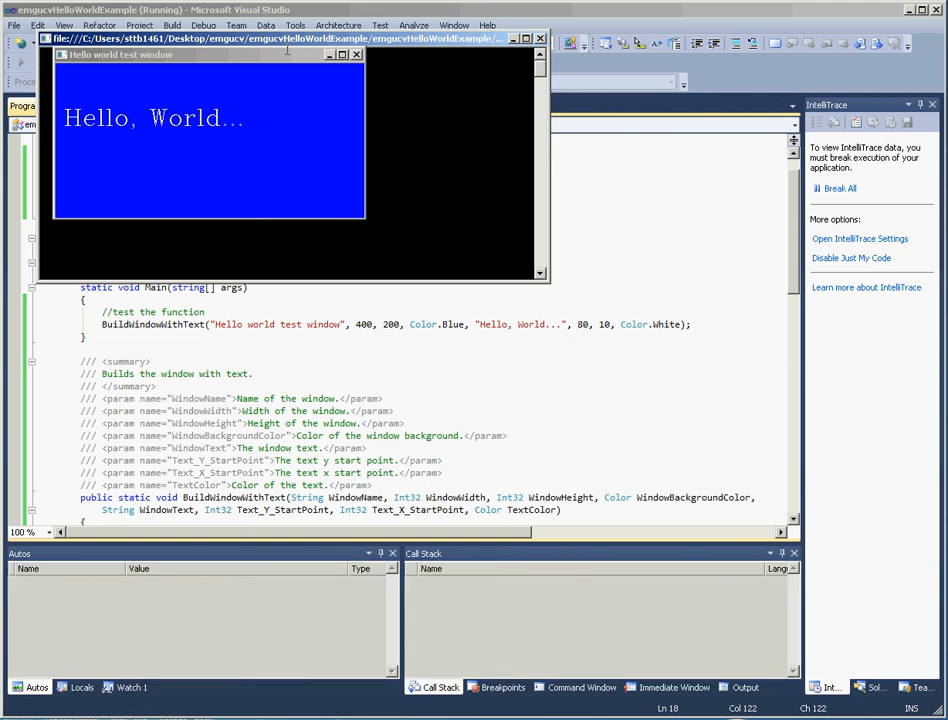 emgucvHelloWorldExample (Running) - Microsoft Visual Studio
File Edit View Refactor Project Build Debug Team Data Tools Architecture Test Analyze Window Help
file:///C:/Users/sttb1461/Desktop/emgucv/emgucvHelloWorldExample/emgucvHelloWorldExample/...
Hello world test window
Hello, World...
Proce
Progra
em
IntelliTrace
To view IntelliTrace data, you
must break execution of your
application.
Break All
More options:
Open IntelliTrace Settings
Disable Just My Code
Learn more about IntelliTrace
static void Main(string[] args)
{
//test the function
BuildWindowWithText("Hello world test window", 400, 200, Color.Blue, "Hello, World...", 80, 10, Color.White);
}
/// <summary>
/// Builds the window with text.
/// </summary>
/// <param name="WindowName">Name of the window.</param>
/// <param name="WindowWidth">Width of the window.</param>
/// <param name="WindowHeight">Height of the window.</param>
/// <param name="WindowBackgroundColor">Color of the window background.</param>
/// <param name="WindowText">The window text.</param>
/// <param name="Text_Y_StartPoint">The text y start point.</param>
/// <param name="Text_X_StartPoint">The text x start point.</param>
/// <param name="TextColor">Color of the text.</param>
public static void BuildWindowWithText(String WindowName, Int32 WindowWidth, Int32 WindowHeight, Color WindowBackgroundColor,
String WindowText, Int32 Text_Y_StartPoint, Int32 Text_X_StartPoint, Color TextColor)
{
100 %
Autos
Name Value Type
Call Stack
Name Lang
Autos Locals Watch 1
Call Stack Breakpoints Command Window Immediate Window Output
Int... Sol... Tea...
Ln 18 Col 122 Ch 122 INS